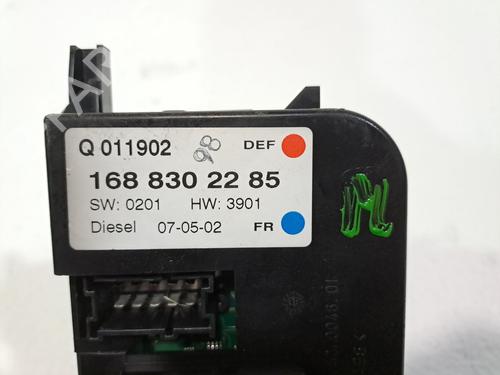 Q 011902 DEF
168 830 22 85
SW: 0201 HW: 3901
Diesel 07-05-02 FR